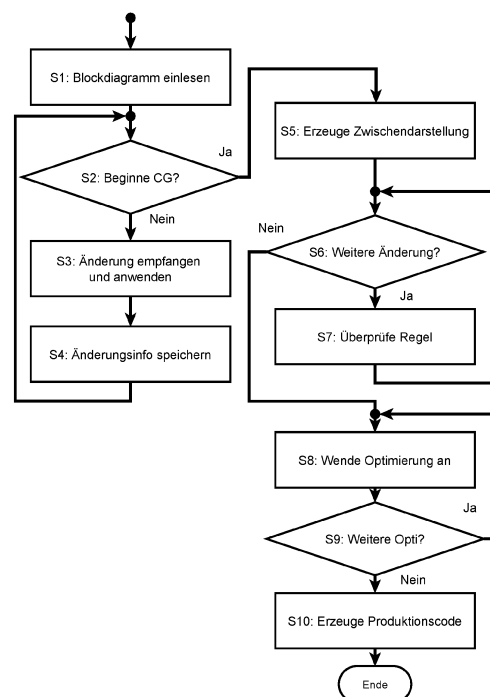 S1: Blockdiagramm einlesen
S2: Beginne CG?
Ja
Nein
S3: Änderung empfangen
und anwenden
S4: Änderungsinfo speichern
S5: Erzeuge Zwischendarstellung
S6: Weitere Änderung?
Nein
Ja
S7: Überprüfe Regel
S8: Wende Optimierung an
S9: Weitere Opti?
Ja
Nein
S10: Erzeuge Produktionscode
Ende